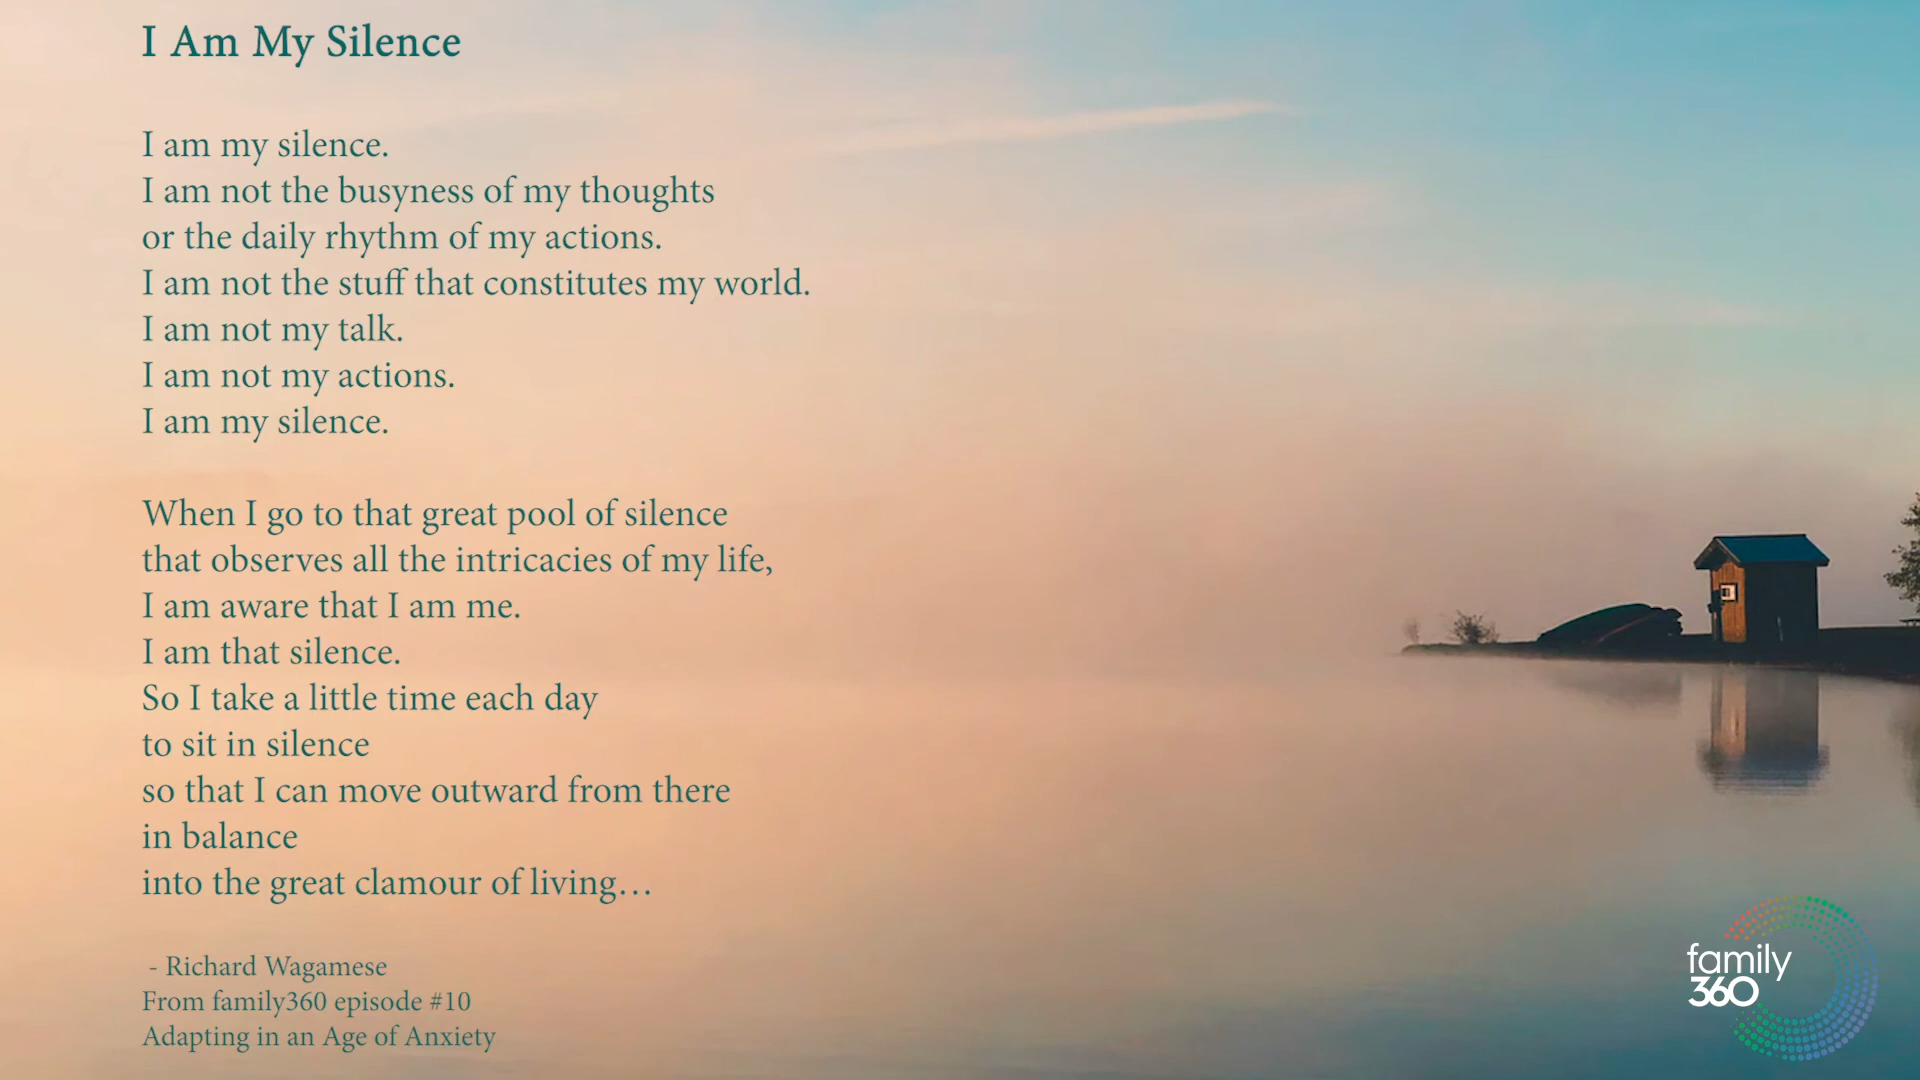 I Am My Silence
I am my silence.
I am not the busyness of my thoughts
or the daily rhythm of my actions.
I am not the stuff that constitutes my world.
I am not my talk.
I am not my actions.
I am my silence.
When I go to that great pool of silence
that observes all the intricacies of my life,
I am aware that I am me.
I am that silence.
So I take a little time each day
to sit in silence
so that I can move outward from there
in balance
into the great clamour of living…
- Richard Wagamese
From family360 episode #10
Adapting in an Age of Anxiety
family
360